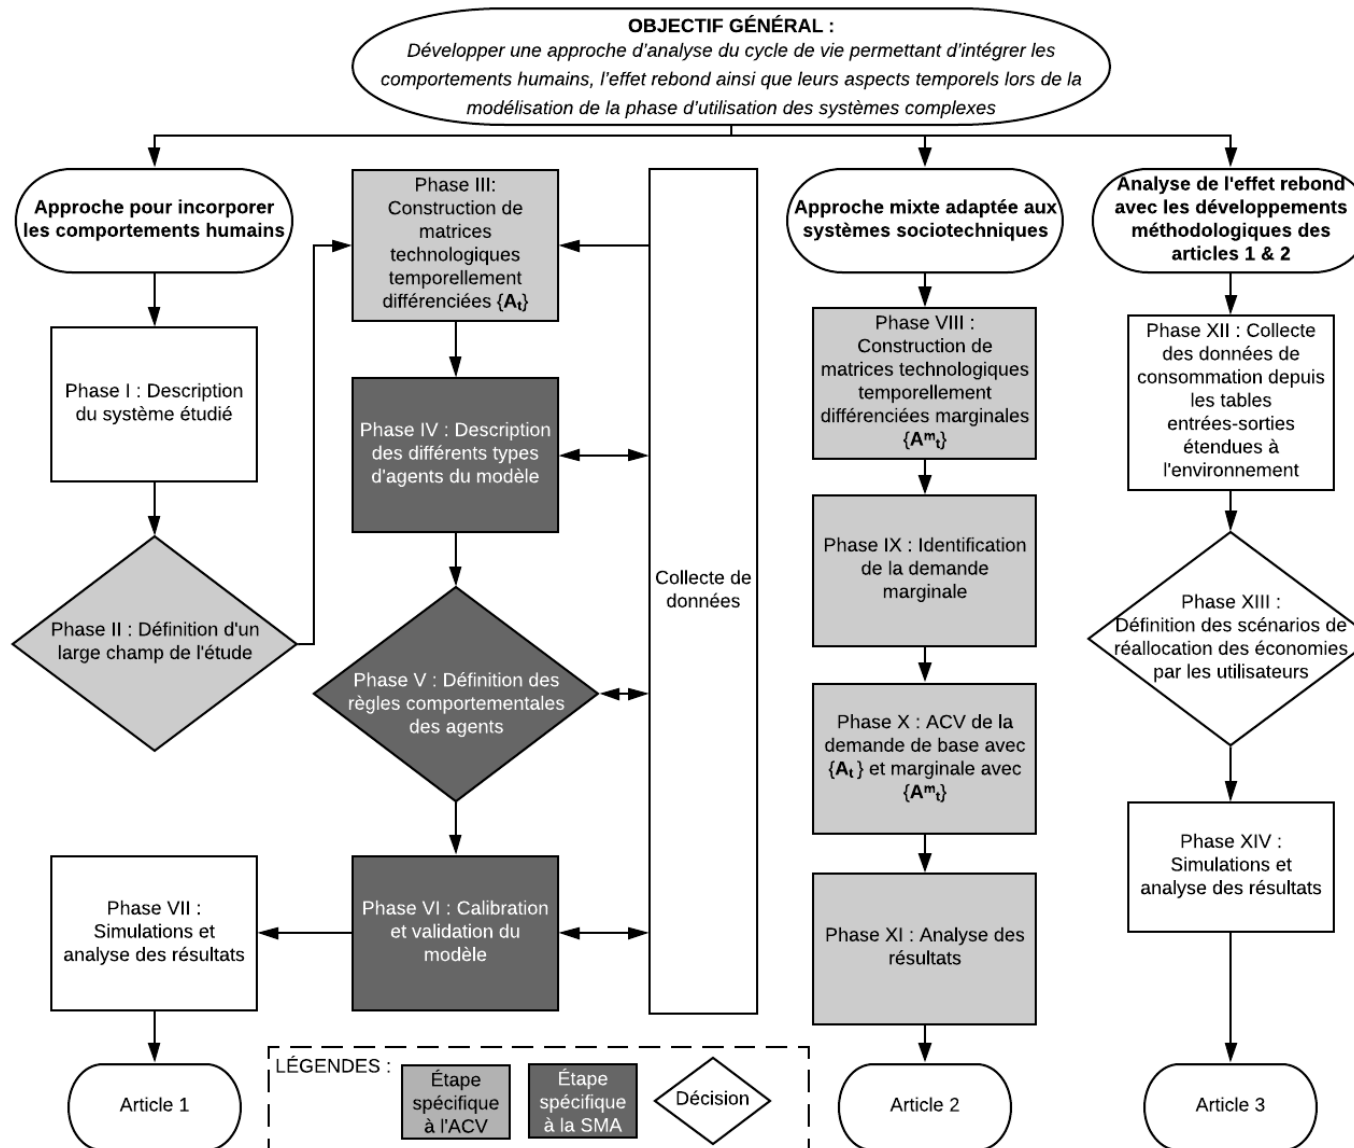 OBJECTIF GÉNÉRAL :
Développer une approche d'analyse du cycle de vie permettant d'intégrer les
comportements humains, l'effet rebond ainsi que leurs aspects temporels lors de la
modélisation de la phase d'utilisation des systèmes complexes
Approche pour incorporer
les comportements humains
Phase I : Description
du système étudié
Phase II : Définition d'un
large champ de l'étude
Phase III:
Construction de
matrices
technologiques
temporellement
différenciées {At}
Phase IV : Description
des différents types
d'agents du modèle
Phase V : Définition des
règles comportementales
des agents
Phase VI : Calibration
et validation du
modèle
Phase VII :
Simulations et
analyse des résultats
Article 1
Collecte de
données
Approche mixte adaptée aux
systèmes sociotechniques
Phase VIII :
Construction de
matrices technologiques
temporellement
différenciées marginales
{Amt}
Phase IX : Identification
de la demande
marginale
Phase X : ACV de la
demande de base avec
{At } et marginale avec
{Amt}
Phase XI : Analyse des
résultats
Article 2
Analyse de l'effet rebond
avec les développements
méthodologiques des
articles 1 & 2
Phase XII : Collecte
des données de
consommation depuis
les tables
entrées-sorties
étendues à
l'environnement
Phase XIII :
Définition des scénarios de
réallocation des économies
par les utilisateurs
Phase XIV :
Simulations et
analyse des résultats
Article 3
LÉGENDES :
Étape
spécifique
à l'ACV
Étape
spécifique
à la SMA
Décision